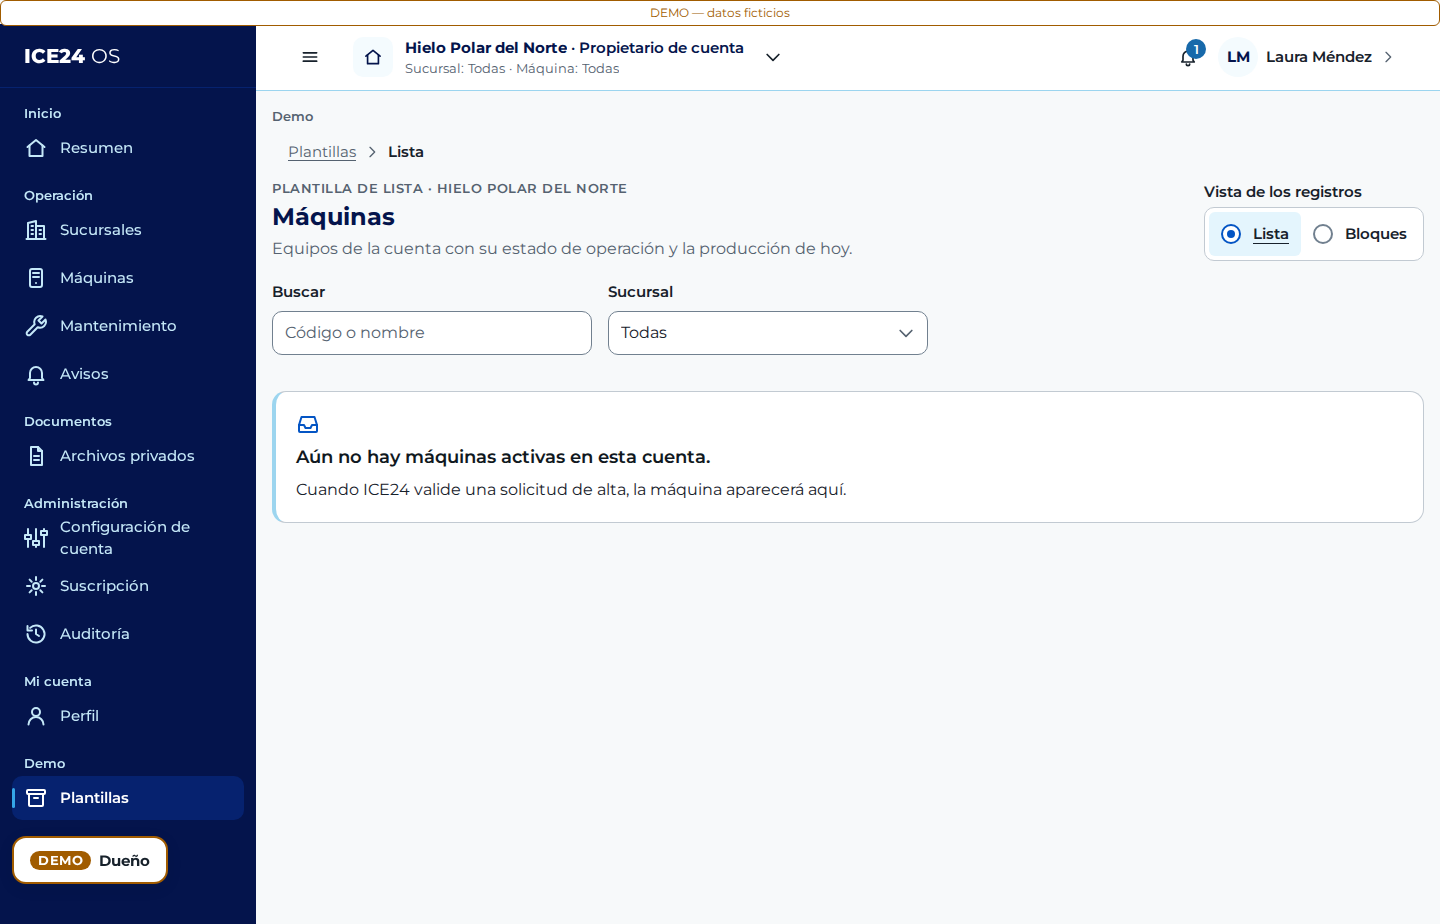 DEMO — datos ficticios
ICE24 OS
Inicio
Resumen
Operación
Sucursales
Máquinas
Mantenimiento
Avisos
Documentos
Archivos privados
Administración
Configuración de
cuenta
Suscripción
Auditoría
Mi cuenta
Perfil
Demo
Plantillas
DEMO Dueño
Hielo Polar del Norte · Propietario de cuenta
Sucursal: Todas · Máquina: Todas
1
LM Laura Méndez
Demo
Plantillas Lista
PLANTILLA DE LISTA · HIELO POLAR DEL NORTE
Máquinas
Equipos de la cuenta con su estado de operación y la producción de hoy.
Vista de los registros
Lista Bloques
Buscar
Código o nombre
Sucursal
Todas
Aún no hay máquinas activas en esta cuenta.
Cuando ICE24 valide una solicitud de alta, la máquina aparecerá aquí.